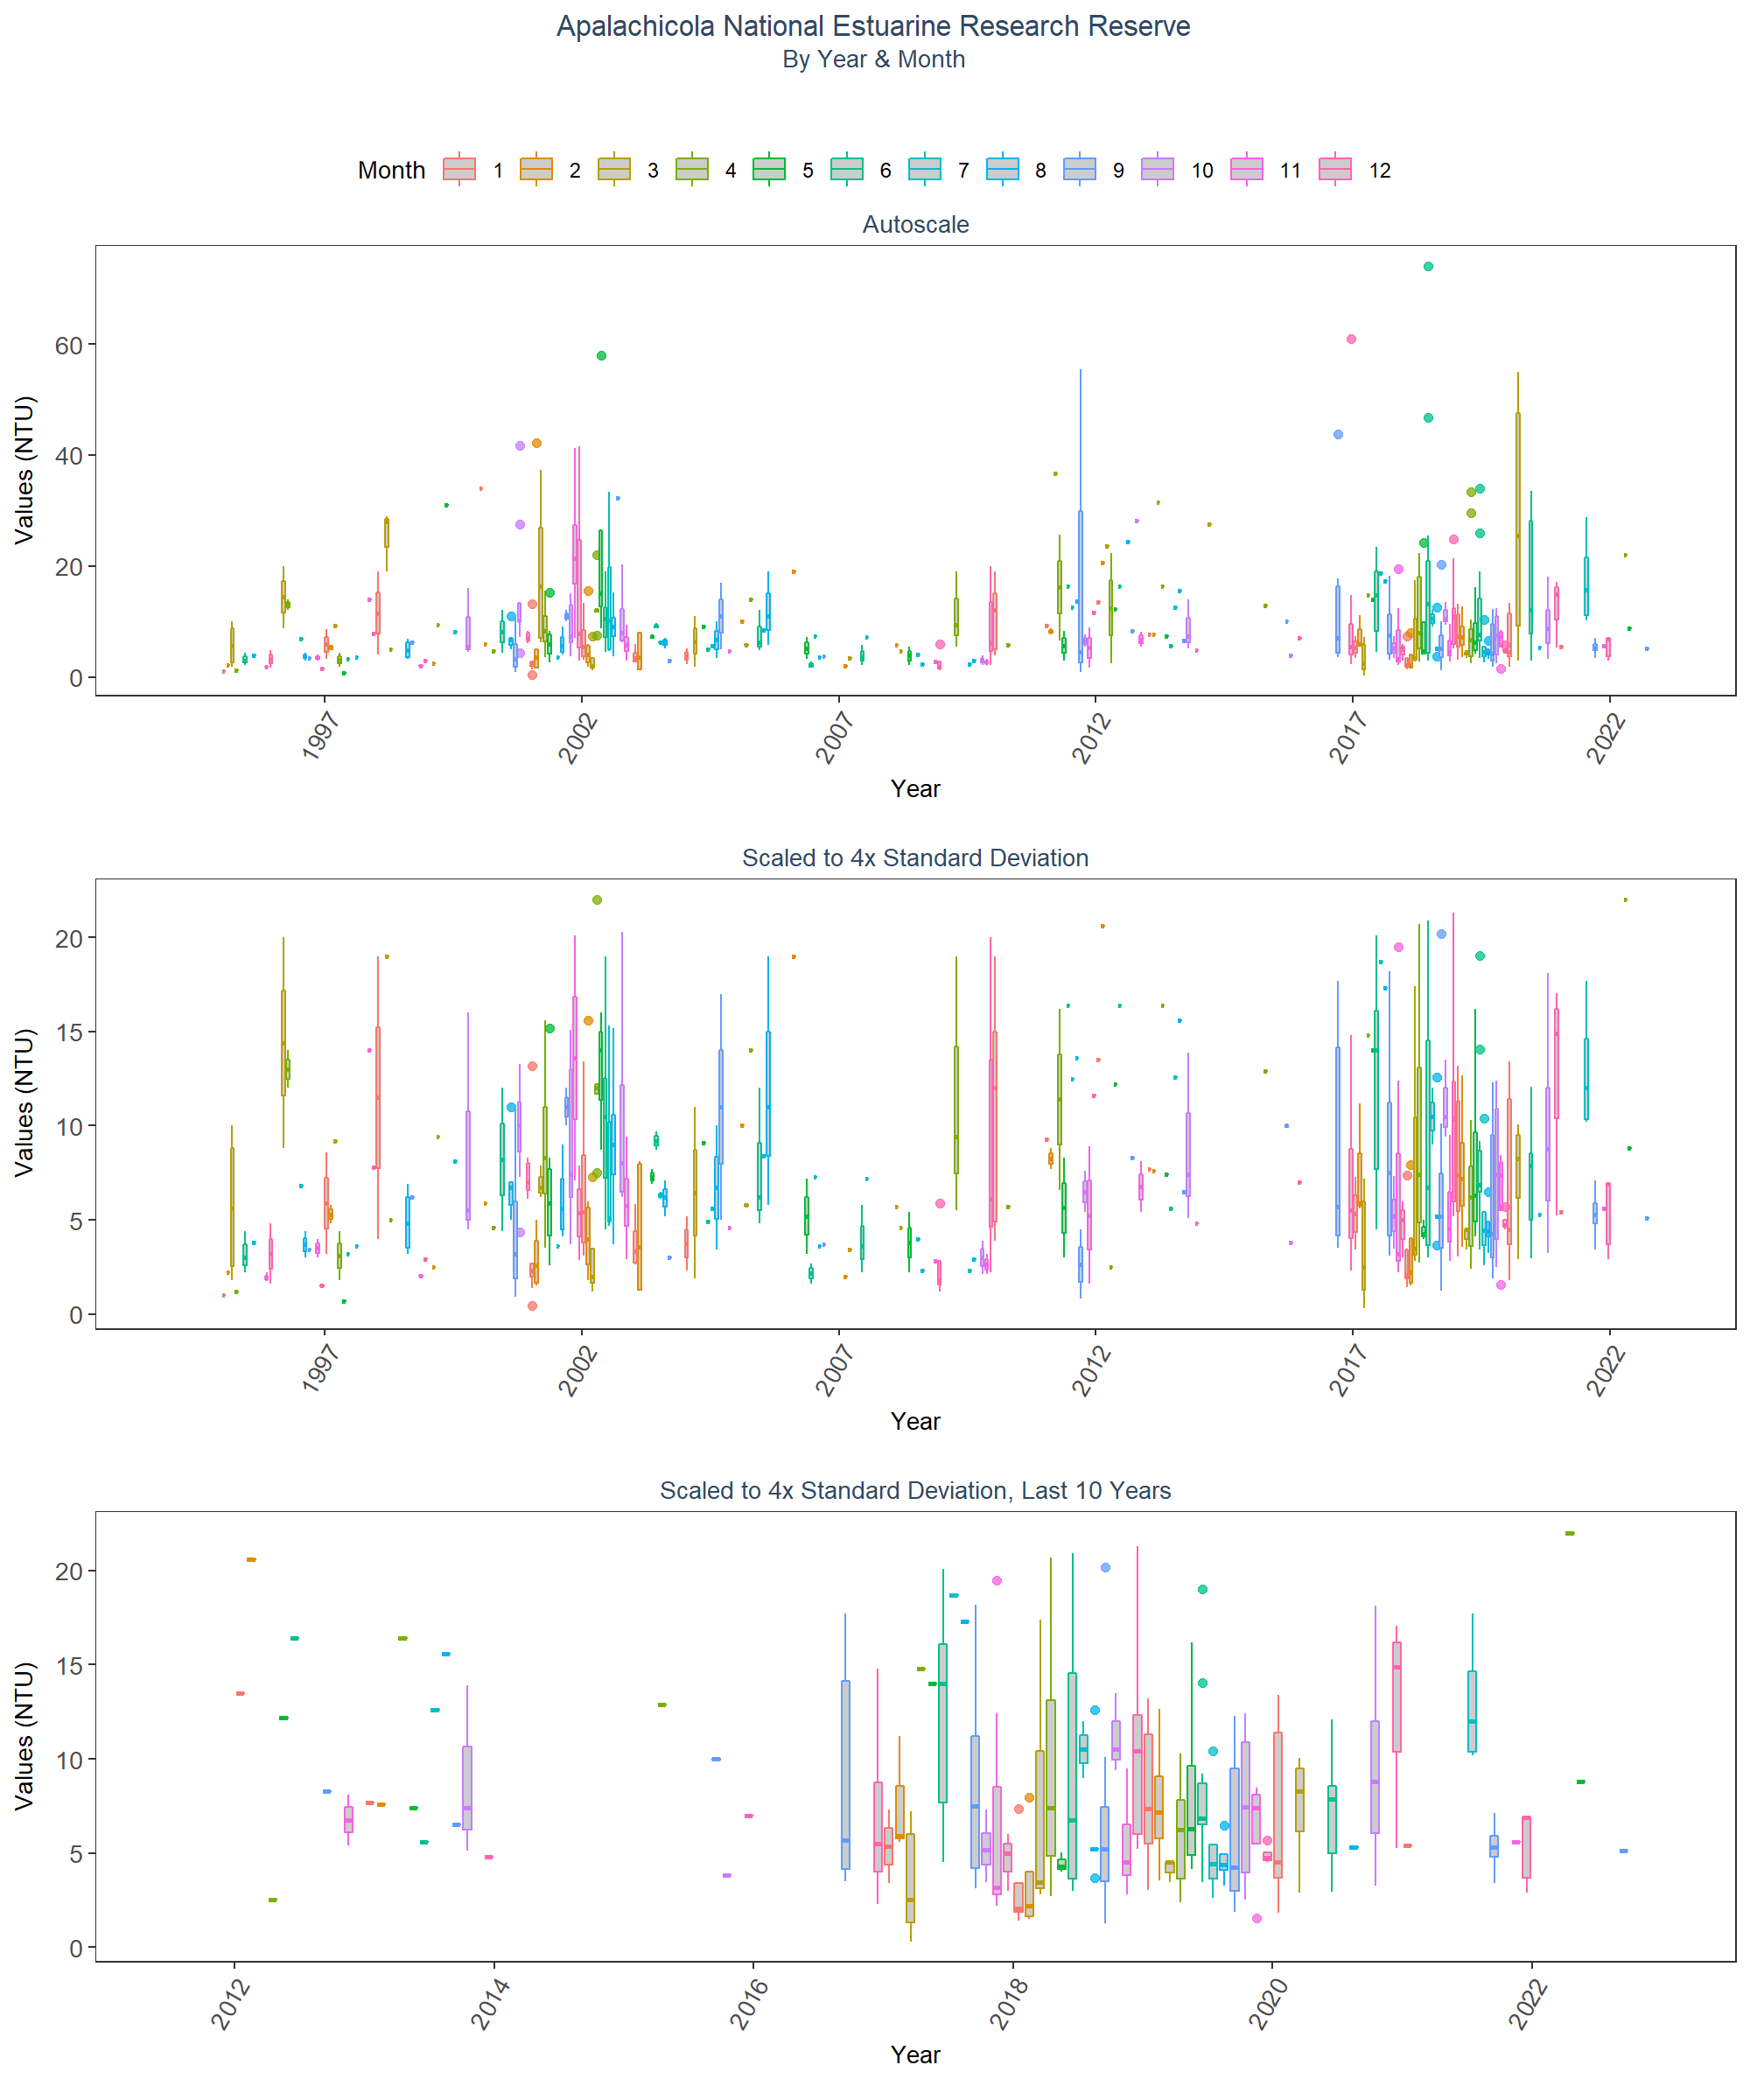 Apalachicola National Estuarine Research Reserve
By Year & Month
Month 1 2 3 4 5 6 7 8 9 10 11 12
Autoscale
Values (NTU)
60
40
20
0
1997 2002 2007 2012 2017 2022
Year
Scaled to 4x Standard Deviation
Values (NTU)
20
15
10
5
0
1997 2002 2007 2012 2017 2022
Year
Scaled to 4x Standard Deviation, Last 10 Years
Values (NTU)
20
15
10
5
0
2012 2014 2016 2018 2020 2022
Year